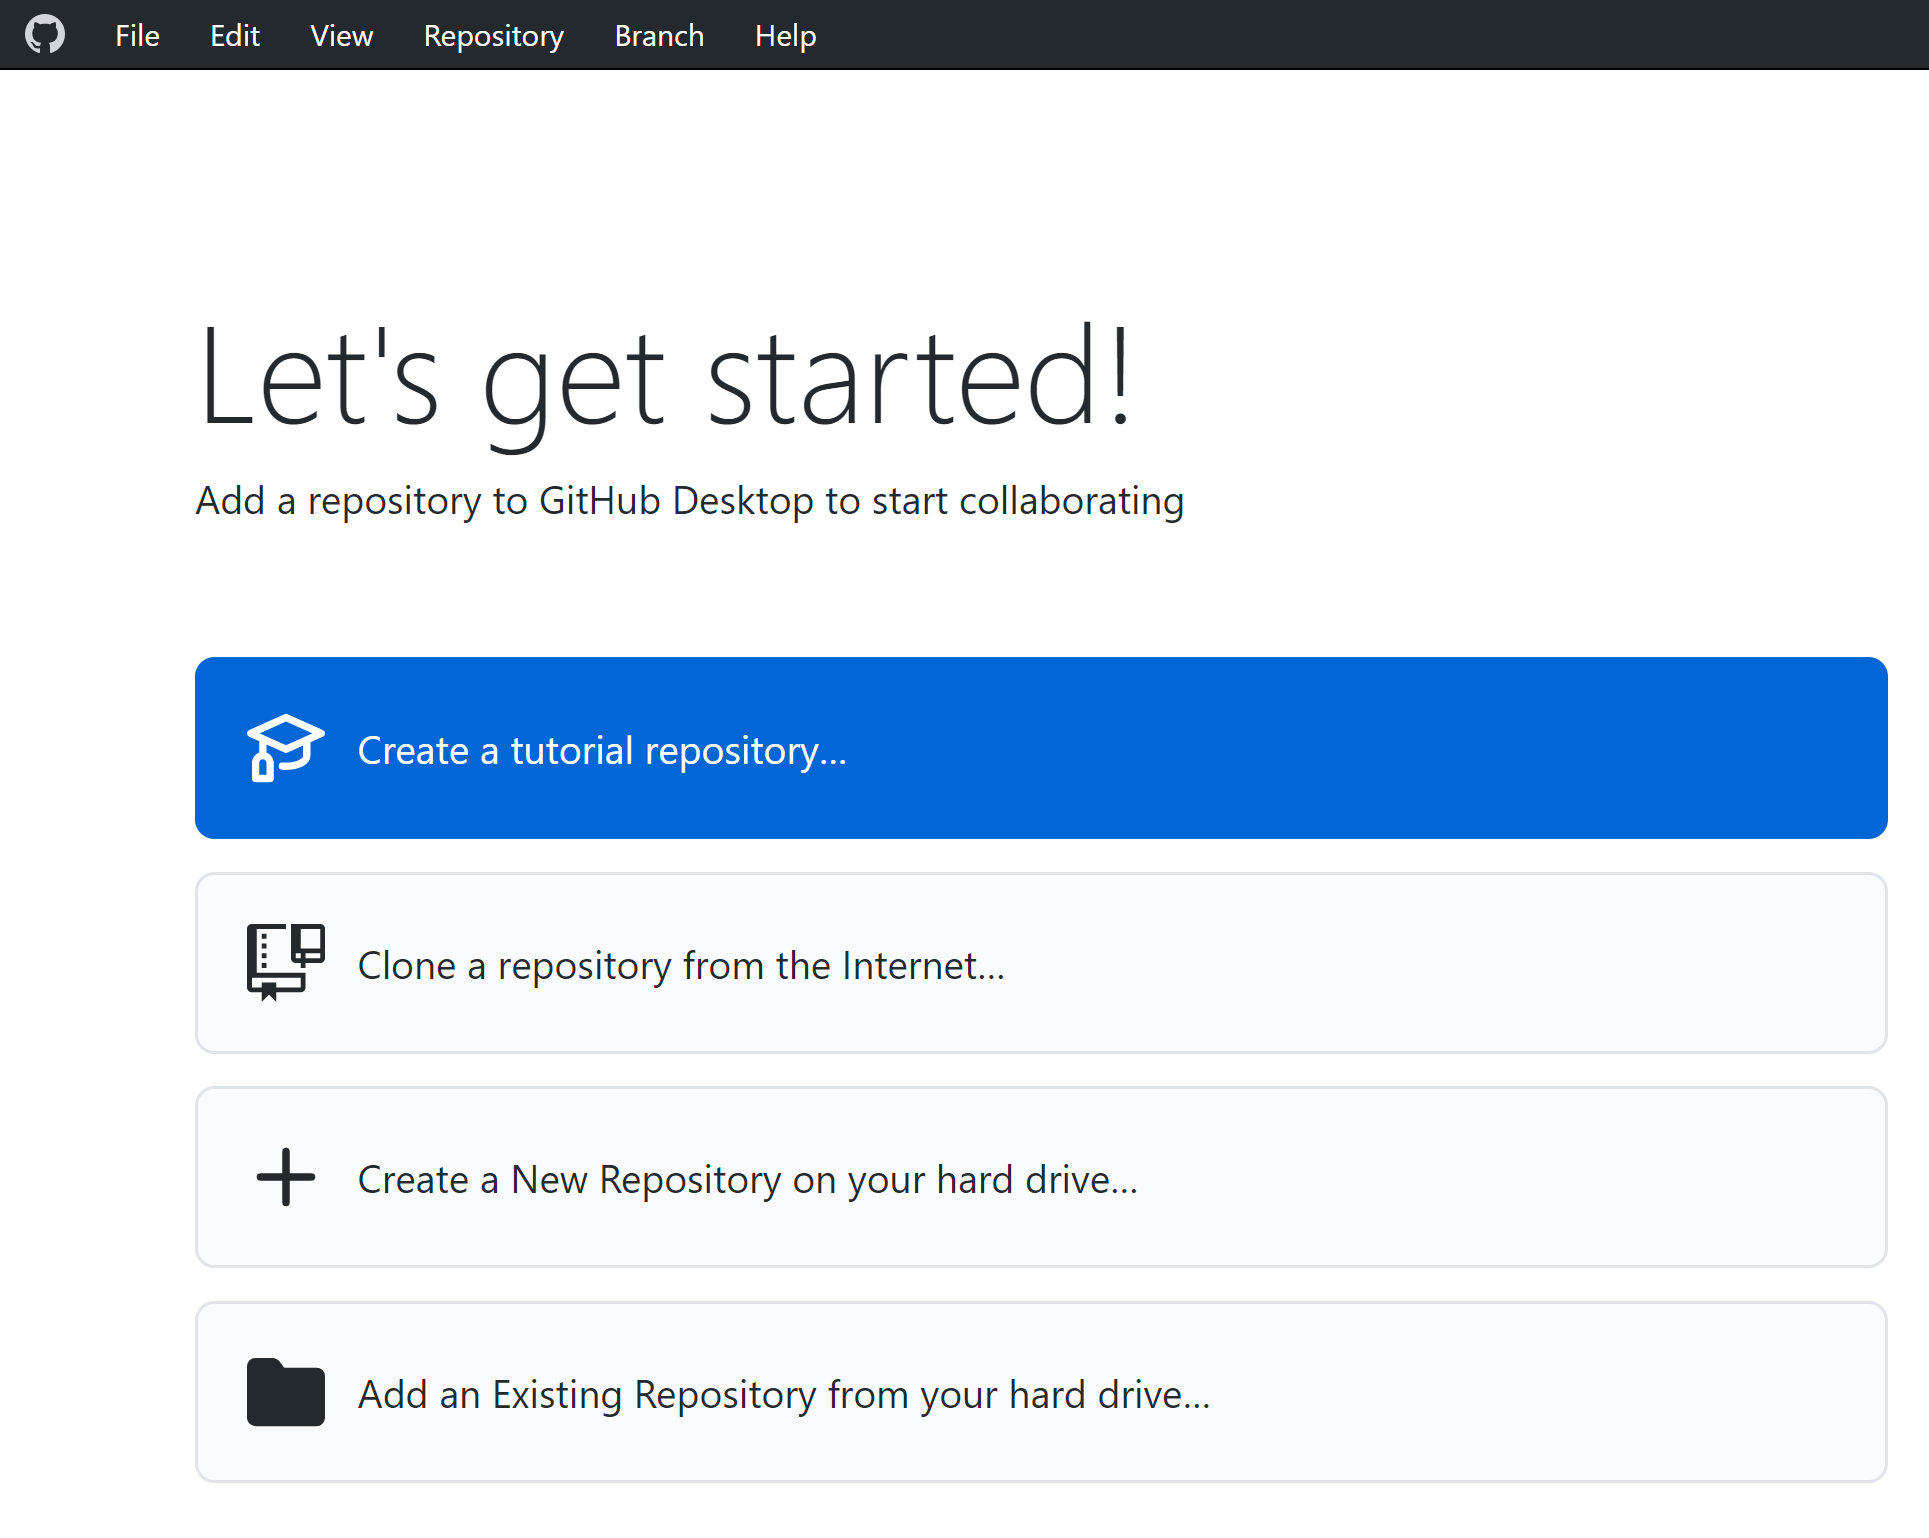 File Edit View Repository Branch Help
Let's get started!
Add a repository to GitHub Desktop to start collaborating
Create a tutorial repository...
Clone a repository from the Internet...
Create a New Repository on your hard drive...
Add an Existing Repository from your hard drive...